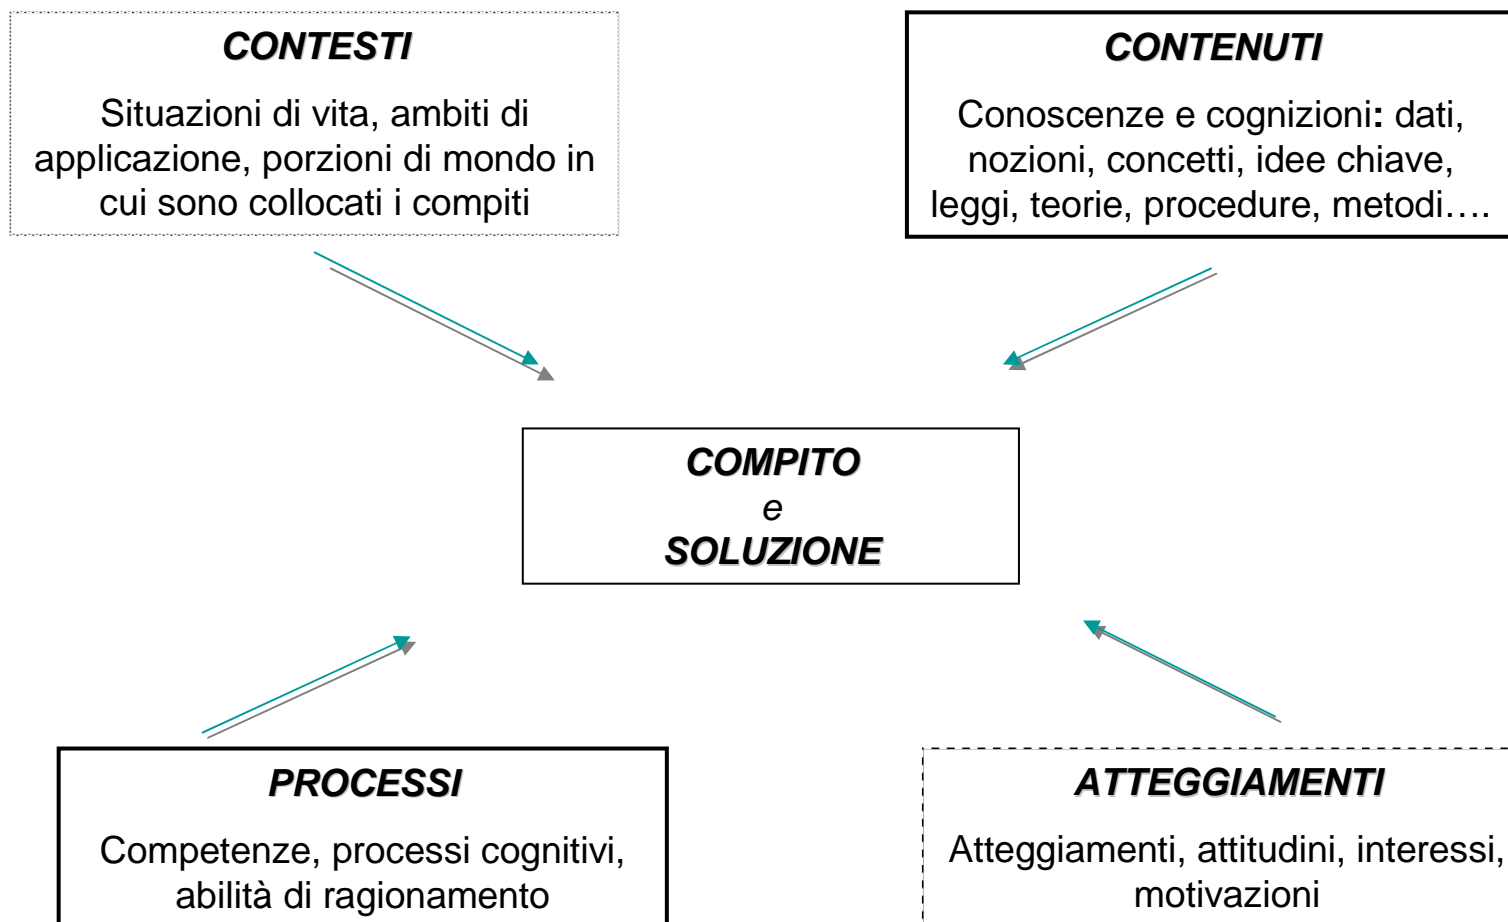 CONTESTI
Situazioni di vita, ambiti di
applicazione, porzioni di mondo in
cui sono collocati i compiti
CONTENUTI
Conoscenze e cognizioni: dati,
nozioni, concetti, idee chiave,
leggi, teorie, procedure, metodi….
COMPITO
e
SOLUZIONE
PROCESSI
Competenze, processi cognitivi,
abilità di ragionamento
ATTEGGIAMENTI
Atteggiamenti, attitudini, interessi,
motivazioni